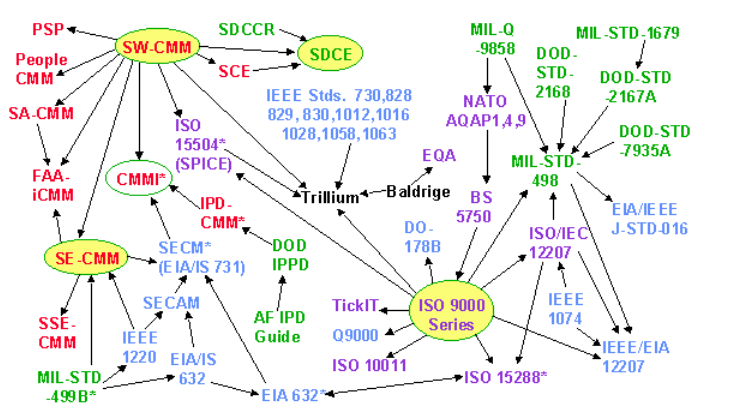 PSP
SW-CMM
SDCCR
SDCE
SCE
People
CMM
SA-CMM
MIL-Q
-9858
MIL-STD-1679
DOD-
STD-
2168
DOD-STD
-2167A
DOD-STD
-7935A
IEEE Stds. 730,828
829, 830,1012,1016
1028,1058,1063
NATO
AQAP1,4,9
ISO
15504*
(SPICE)
EQA
MIL-STD-
498
FAA-
iCMM
CMMI*
IPD-
CMM*
Trillium
Baldrige
BS
5750
EIA/IEEE
J-STD-016
DO-
178B
ISO/IEC
12207
SE-CMM
SECM*
(EIA/IS 731)
DOD
IPPD
SECAM
AF IPD
Guide
TickIT
ISO 9000
Series
IEEE
1074
SSE-
CMM
IEEE
1220
Q9000
IEEE/EIA
12207
EIA/IS
632
ISO 10011
MIL-STD
-499B*
EIA 632*
ISO 15288*